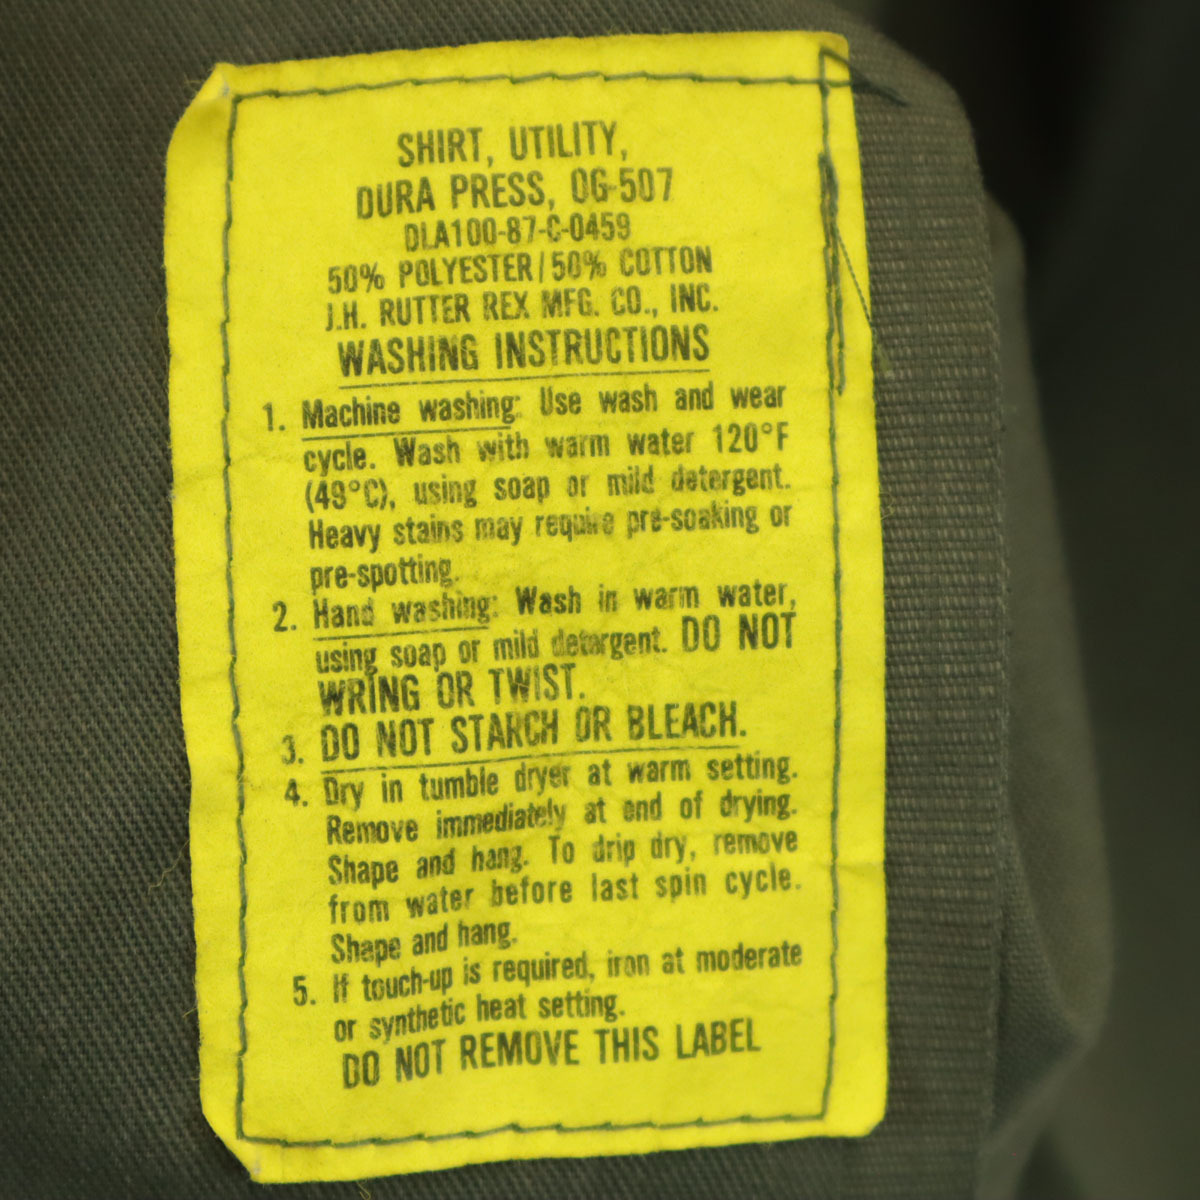 SHIRT, UTILITY,
DURA PRESS, OG-507
DLA100-87-C-0459
50% POLYESTER/50% COTTON
J.H. RUTTER REX MFG. CO., INC.
WASHING INSTRUCTIONS
1. Machine washing: Use wash and wear
cycle. Wash with warm water 120°F
(49°C), using soap or mild detergent.
Heavy stains may require pre-soaking or
pre-spotting.
2. Hand washing: Wash in warm water,
using soap or mild detergent. DO NOT
WRING OR TWIST.
3. DO NOT STARCH OR BLEACH.
4. Dry in tumble dryer at warm setting.
Remove immediately at end of drying.
Shape and hang. To drip dry, remove
from water before last spin cycle.
Shape and hang.
5. If touch-up is required, iron at moderate
or synthetic heat setting.
DO NOT REMOVE THIS LABEL